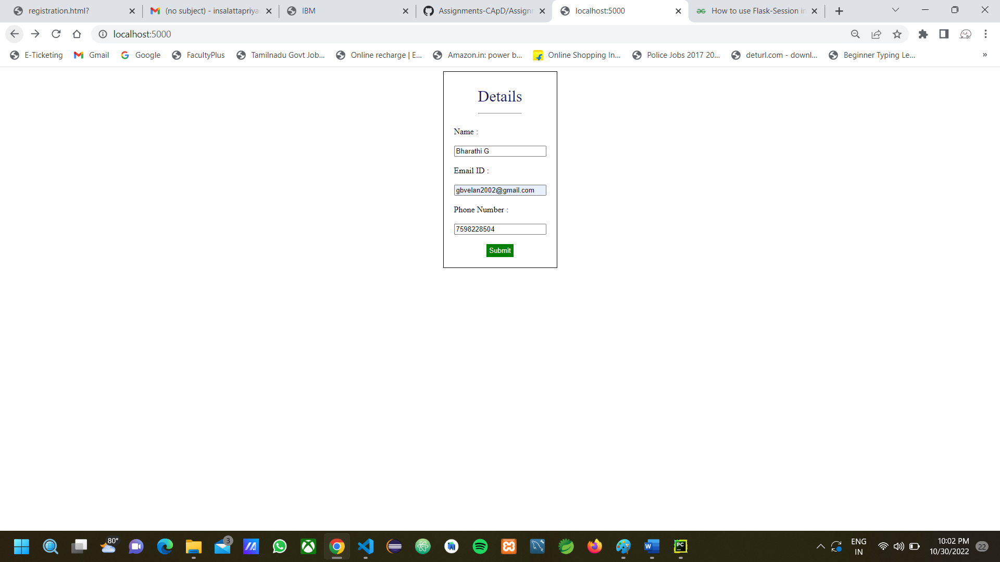 registration.html?
(no subject) - insalattapriya
IBM
Assignments-CApD/Assignm
localhost:5000
How to use Flask-Session in
localhost:5000
E-Ticketing
Gmail
Google
FacultyPlus
Tamilnadu Govt Job...
Online recharge | E...
Amazon.in: power b...
Online Shopping In...
Police Jobs 2017 20...
deturl.com - downl...
Beginner Typing Le...
»
Details
Name :
Bharathi G
Email ID :
gbvelan2002@gmail.com
Phone Number :
7598228504
Submit
80°
3
W
PC
ENG
IN
10:02 PM
10/30/2022
22